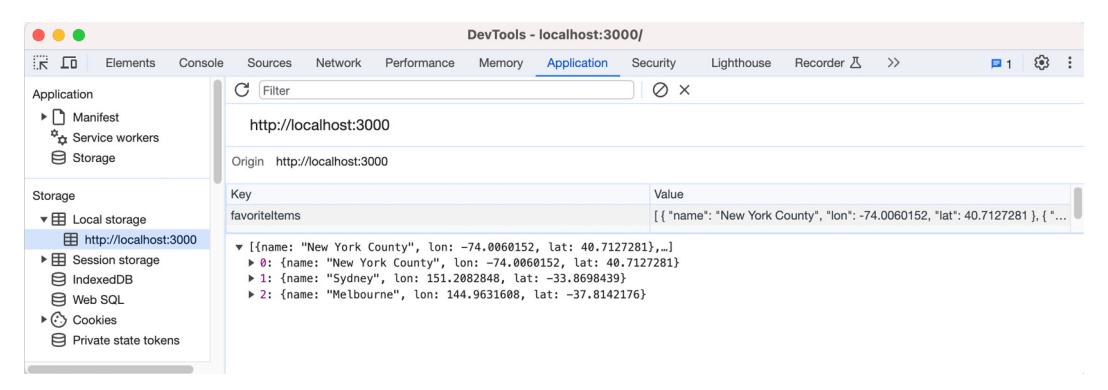 DevTools - localhost:3000/
Elements Console Sources Network Performance Memory Application Security Lighthouse Recorder >> 1
Application
Manifest
Service workers
Storage
Storage
Local storage
http://localhost:3000
Session storage
IndexedDB
Web SQL
Cookies
Private state tokens
Filter
http://localhost:3000
Origin http://localhost:3000
Key Value
favoriteItems [ { "name": "New York County", "lon": -74.0060152, "lat": 40.7127281 }, { "…
[{name: "New York County", lon: -74.0060152, lat: 40.7127281},…]
0: {name: "New York County", lon: -74.0060152, lat: 40.7127281}
1: {name: "Sydney", lon: 151.2082848, lat: -33.8698439}
2: {name: "Melbourne", lon: 144.9631608, lat: -37.8142176}